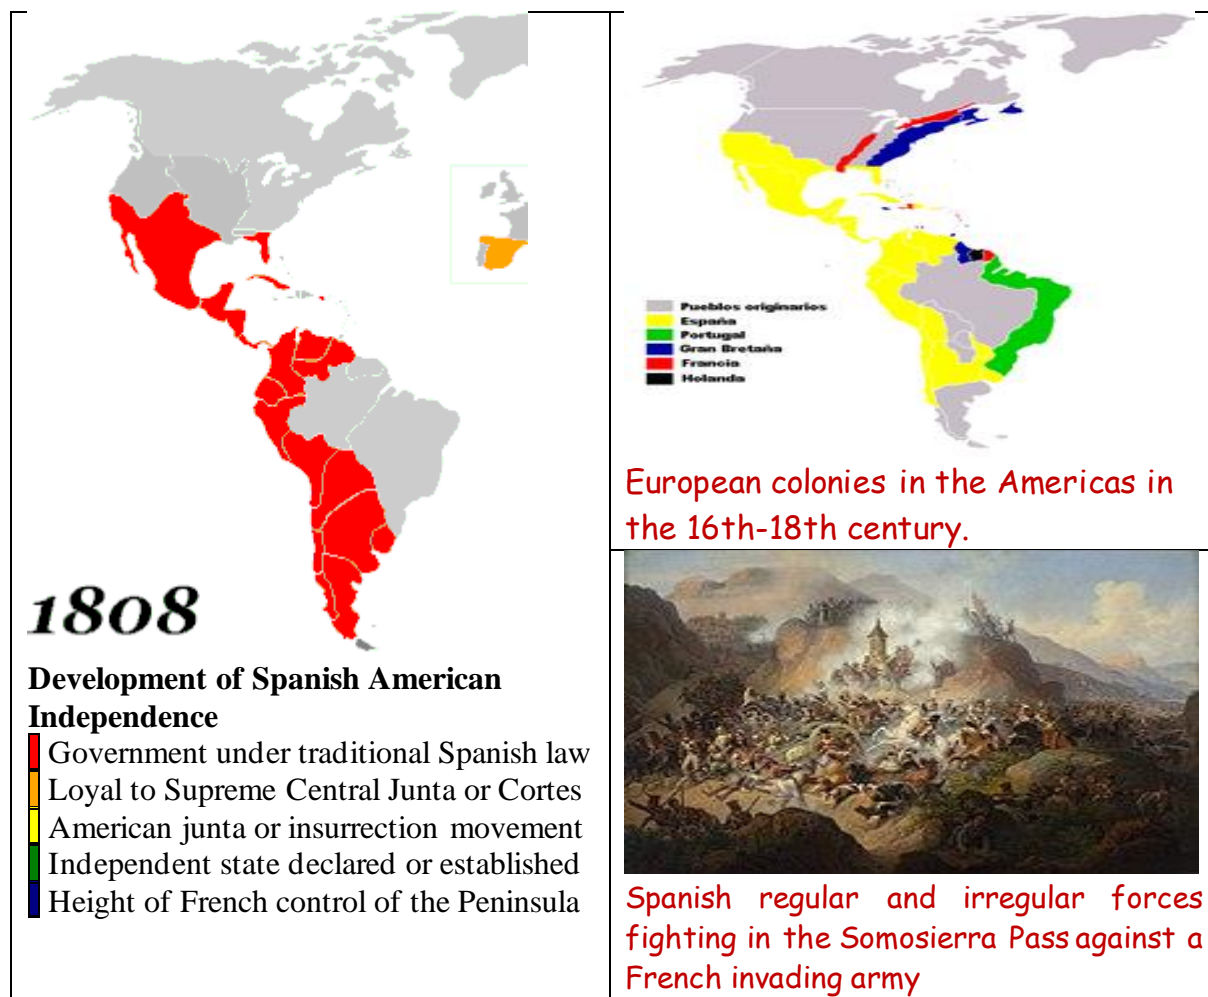 1808
Development of Spanish American
Independence
Government under traditional Spanish law
Loyal to Supreme Central Junta or Cortes
American junta or insurrection movement
Independent state declared or established
Height of French control of the Peninsula
Pueblos originarios
España
Portugal
Gran Bretaña
Francia
Holanda
European colonies in the Americas in
the 16th-18th century.
Spanish regular and irregular forces
fighting in the Somosierra Pass against a
French invading army